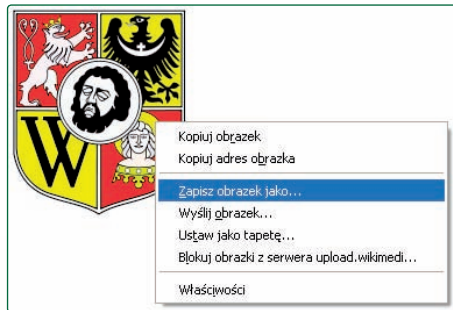 W
Kopiuj obrazek
Kopiuj adres obrazka
Zapisz obrazek jako...
Wyślij obrazek...
Ustaw jako tapetę...
Blokuj obrazki z serwera upload.wikimedi...
Właściwości